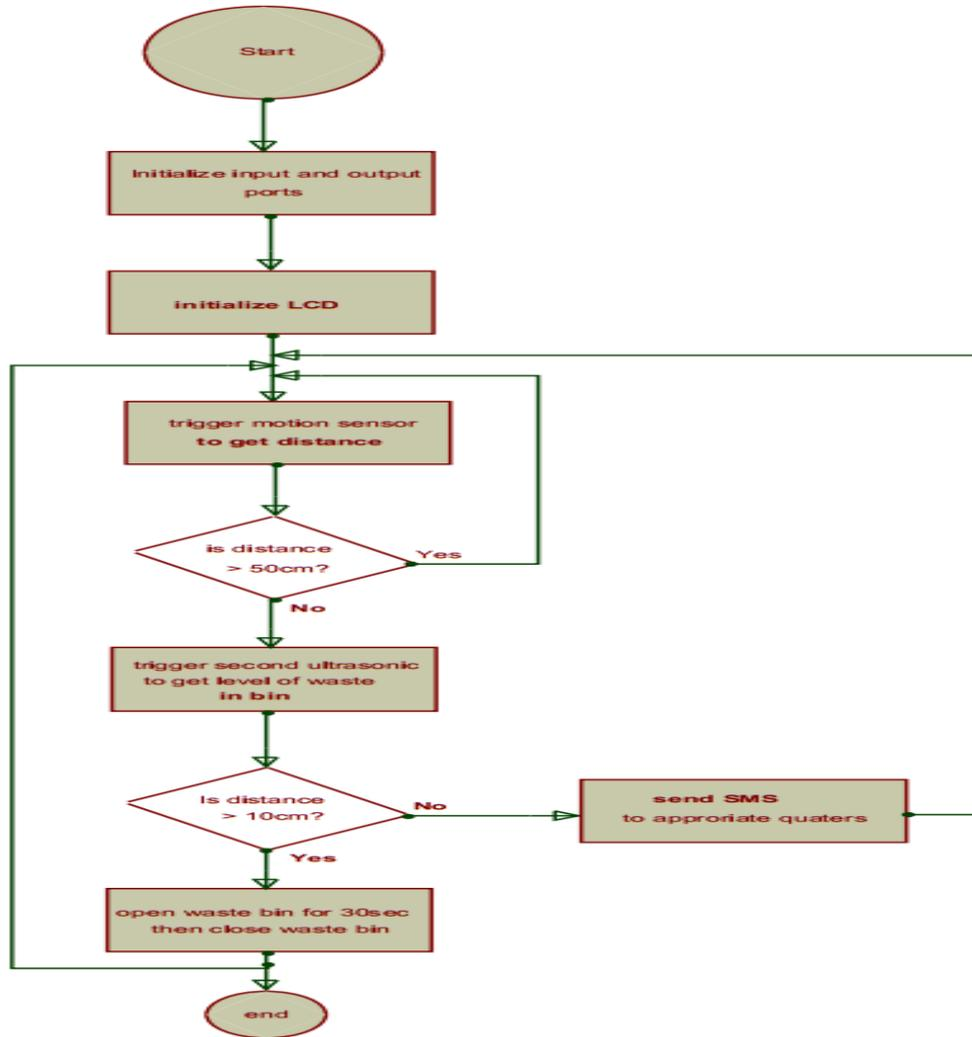 Start
Initialize input and output
ports
initialize LCD
trigger motion sensor
to get distance
is distance
> 50cm?
Yes
No
trigger second ultrasonic
to get level of waste
in bin
Is distance
> 10cm?
No
Yes
send SMS
to approriate quaters
open waste bin for 30sec
then close waste bin
end